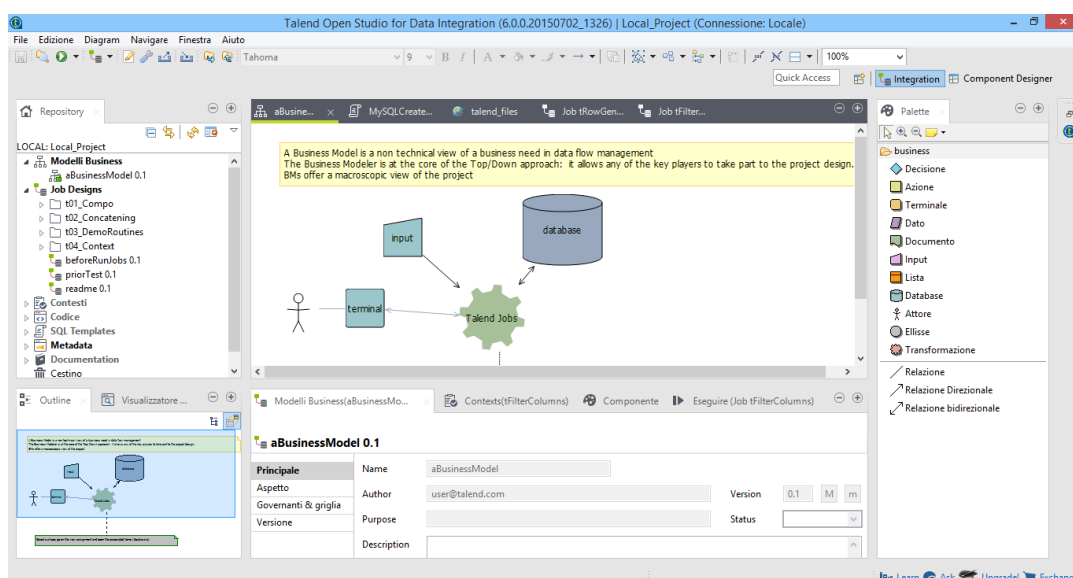 Talend Open Studio for Data Integration (6.0.0.20150702_1326) | Local_Project (Connessione: Locale)
File Edizione Diagram Navigare Finestra Aiuto
Tahoma 9 B I A 100%
Quick Access Integration Component Designer
Repository
LOCAL: Local_Project
Modelli Business
aBusinessModel 0.1
Job Designs
t01_Compo
t02_Concatening
t03_DemoRoutines
t04_Context
beforeRunJobs 0.1
priorTest 0.1
readme 0.1
Contesti
Codice
SQL Templates
Metadata
Documentation
Cestino
aBusine... MySQLCreate... talend_files Job tRowGen... Job tFilter...
A Business Model is a non technical view of a business need in data flow management
The Business Modeler is at the core of the Top/Down approach: it allows any of the key players to take part to the project design.
BMs offer a macroscopic view of the project
input
database
terminal
Talend Jobs
Palette
business
Decisione
Azione
Terminale
Dato
Documento
Input
Lista
Database
Attore
Ellisse
Transformazione
Relazione
Relazione Direzionale
Relazione bidirezionale
Outline Visualizzatore ...
Modelli Business(aBusinessMo... Contexts(tFilterColumns) Componente Eseguire (Job tFilterColumns)
aBusinessModel 0.1
Principale
Aspetto
Governanti & griglia
Versione
Name aBusinessModel
Author user@talend.com Version 0.1 M m
Purpose Status
Description
Learn Ask Upgrade! Exchan